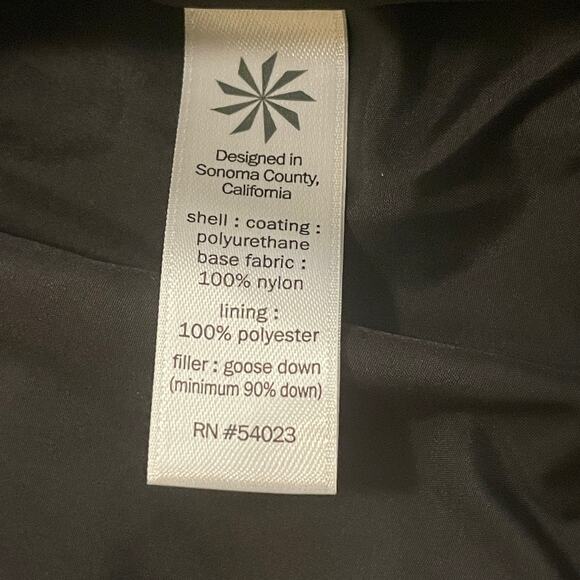 Designed in
Sonoma County,
California
shell : coating :
polyurethane
base fabric :
100% nylon
lining :
100% polyester
filler : goose down
(minimum 90% down)
RN #54023